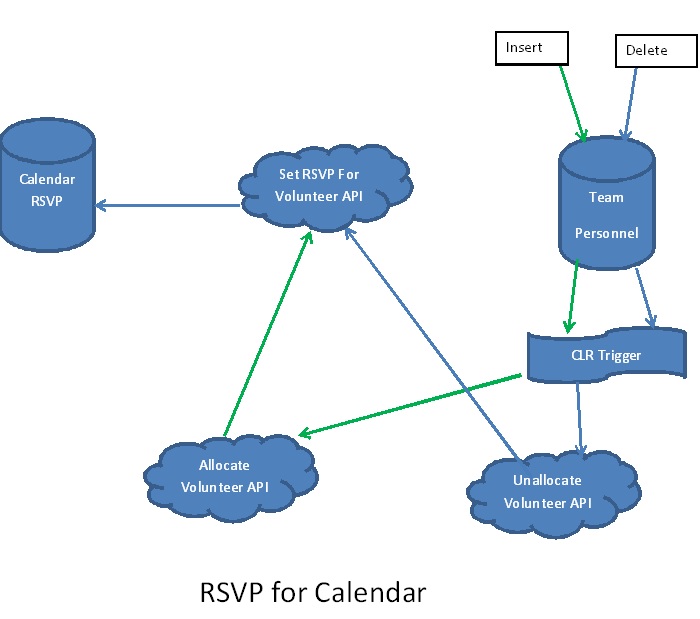 Insert
Delete
Calendar
RSVP
Set RSVP For
Volunteer API
Team
Personnel
CLR Trigger
Allocate
Volunteer API
Unallocate
Volunteer API
RSVP for Calendar